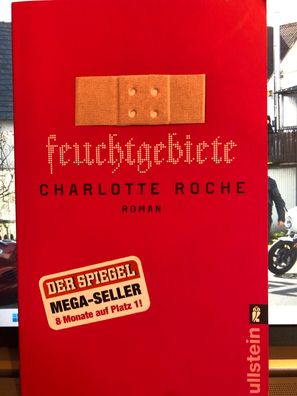 feuchtgebiete
CHARLOTTE ROCHE
ROMAN
DER SPIEGEL
MEGA-SELLER
8 Monate auf Platz 1!
ullstein